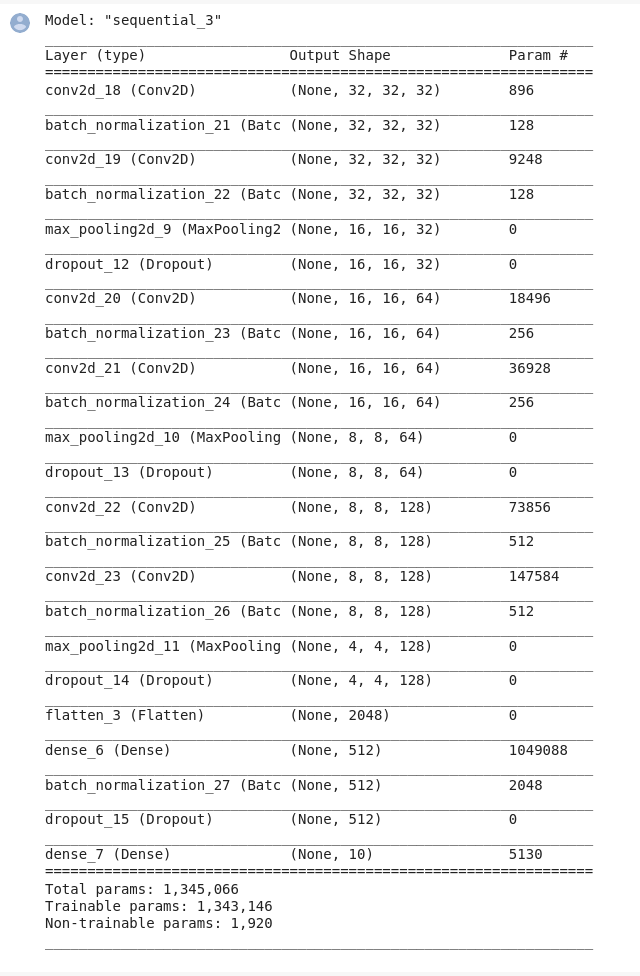 Model: "sequential_3"
Layer (type) Output Shape Param #
conv2d_18 (Conv2D) (None, 32, 32, 32) 896
batch_normalization_21 (Batc (None, 32, 32, 32) 128
conv2d_19 (Conv2D) (None, 32, 32, 32) 9248
batch_normalization_22 (Batc (None, 32, 32, 32) 128
max_pooling2d_9 (MaxPooling2 (None, 16, 16, 32) 0
dropout_12 (Dropout) (None, 16, 16, 32) 0
conv2d_20 (Conv2D) (None, 16, 16, 64) 18496
batch_normalization_23 (Batc (None, 16, 16, 64) 256
conv2d_21 (Conv2D) (None, 16, 16, 64) 36928
batch_normalization_24 (Batc (None, 16, 16, 64) 256
max_pooling2d_10 (MaxPooling (None, 8, 8, 64) 0
dropout_13 (Dropout) (None, 8, 8, 64) 0
conv2d_22 (Conv2D) (None, 8, 8, 128) 73856
batch_normalization_25 (Batc (None, 8, 8, 128) 512
conv2d_23 (Conv2D) (None, 8, 8, 128) 147584
batch_normalization_26 (Batc (None, 8, 8, 128) 512
max_pooling2d_11 (MaxPooling (None, 4, 4, 128) 0
dropout_14 (Dropout) (None, 4, 4, 128) 0
flatten_3 (Flatten) (None, 2048) 0
dense_6 (Dense) (None, 512) 1049088
batch_normalization_27 (Batc (None, 512) 2048
dropout_15 (Dropout) (None, 512) 0
dense_7 (Dense) (None, 10) 5130
Total params: 1,345,066
Trainable params: 1,343,146
Non-trainable params: 1,920